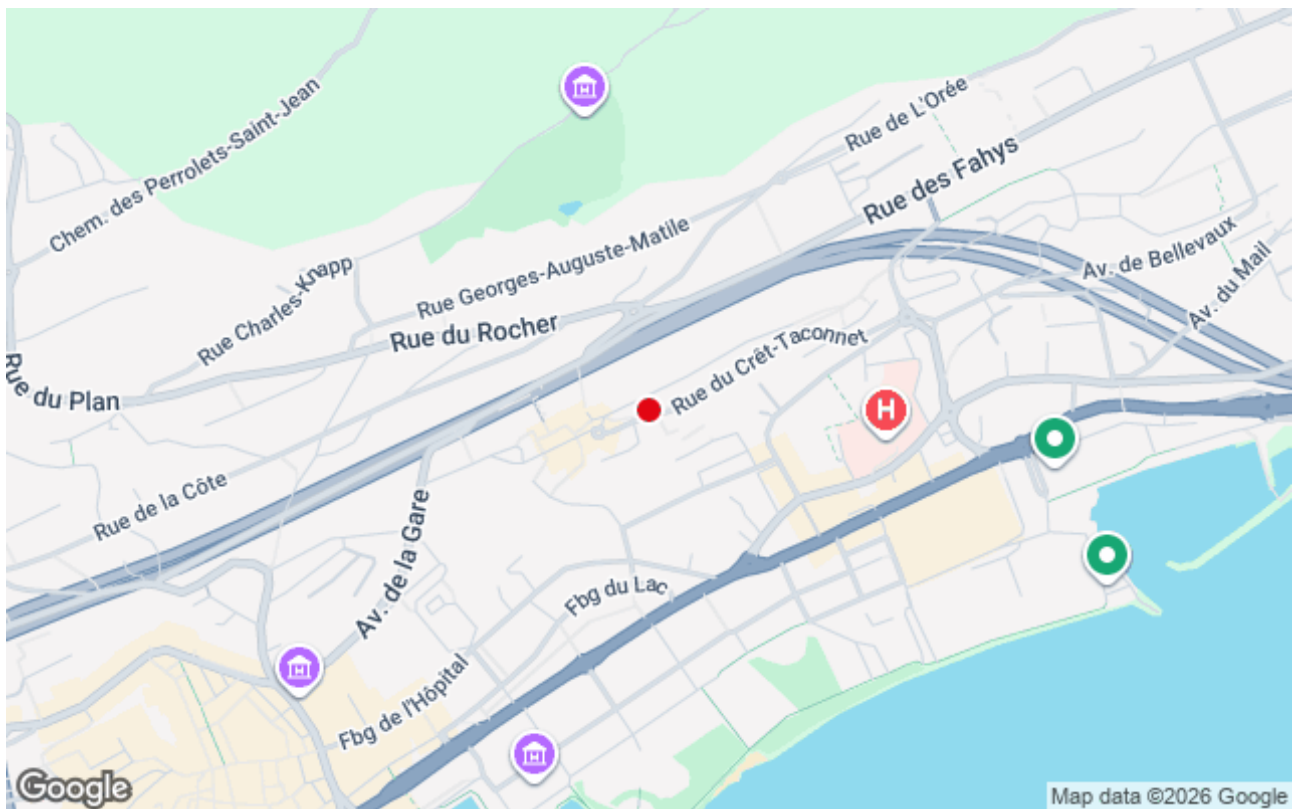 Chem. des Perrolets-Saint-Jean
Rue de L'Orée
Rue des Fahys
Rue Georges-Auguste-Matile
Av. de Bellevaux
Av. du Mail
Rue Charles-Knapp
Rue du Rocher
Rue du Crêt-Taconnet
Rue du Plan
H
Rue de la Côte
Av. de la Gare
Fbg du Lac
Fbg de l'Hôpital
Google
Map data ©2026 Google